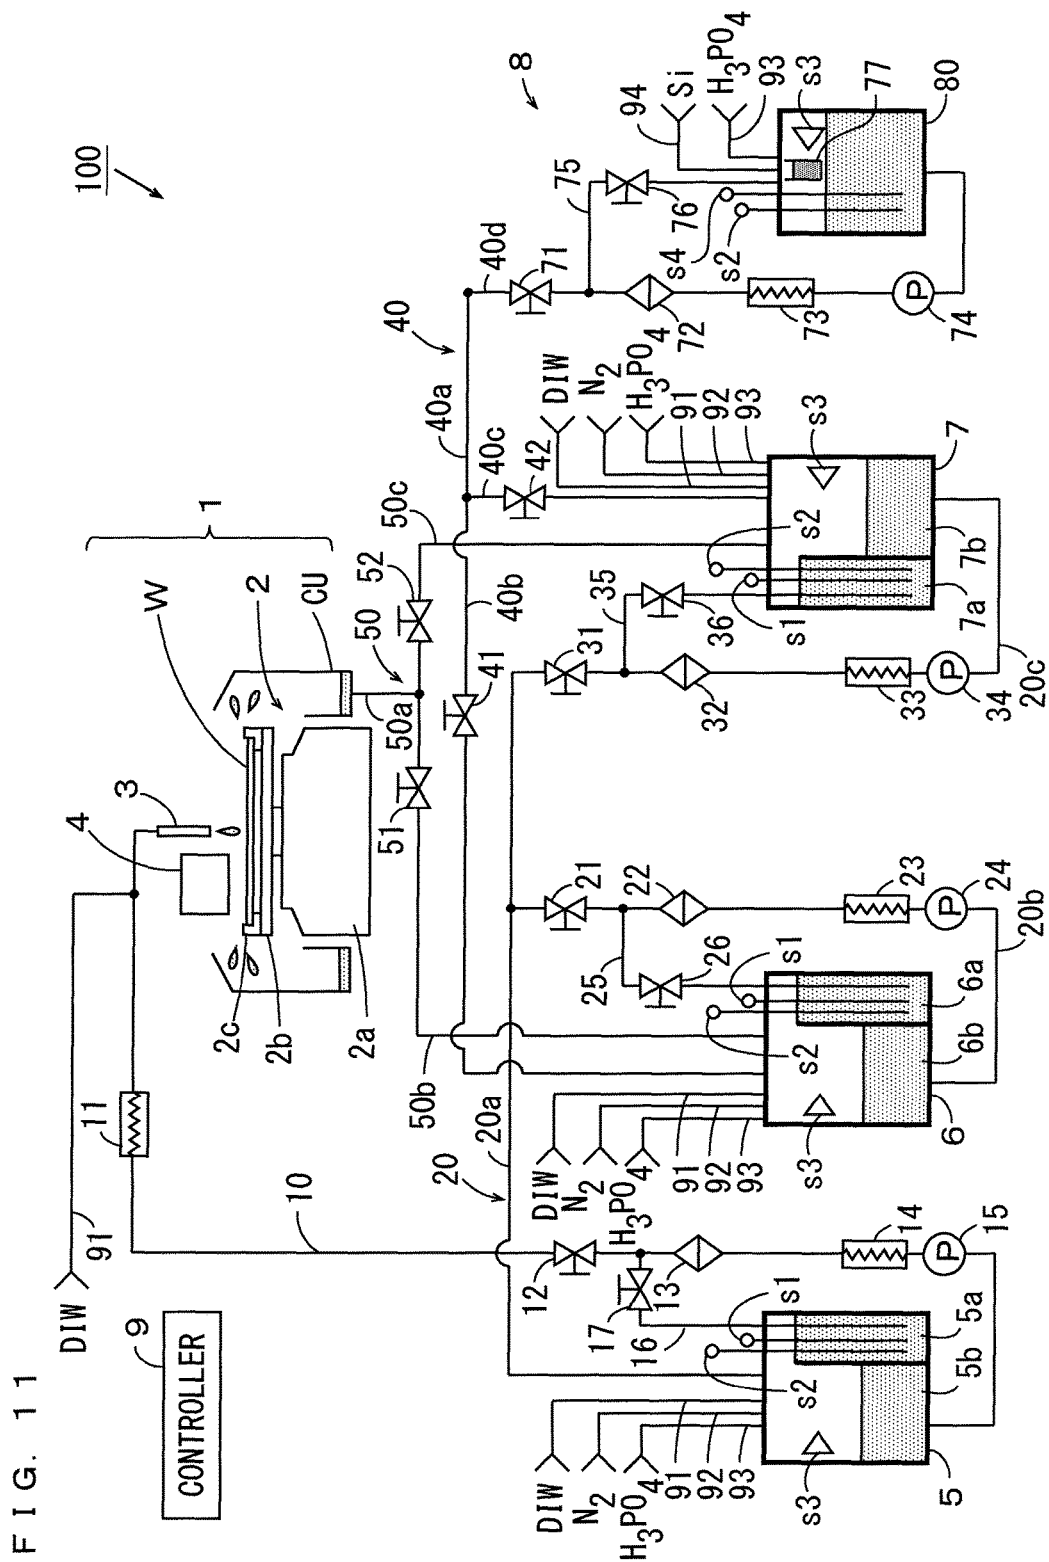 FIG. 11
100
CONTROLLER
9
DIW
91
10
11
4
3
W
1
2
CU
2c
2b
2a
50a
50
51
52
50b
50c
40
40a
40b
40c
40d
41
42
71
75
76
72
73
74
8
94
Si
H3PO4
93
s3
77
80
s4
s2
20
20a
12
13
17
16
14
15
DIW
N2
H3PO4
91
92
93
s3
s2
s1
5a
5b
5
DIW
N2
H3PO4
91
92
93
s3
s2
s1
6a
6b
6
21
22
25
26
23
24
20b
31
35
36
32
33
34
20c
DIW
N2
H3PO4
91
92
93
s3
s2
s1
7a
7b
7
P
P
P
P